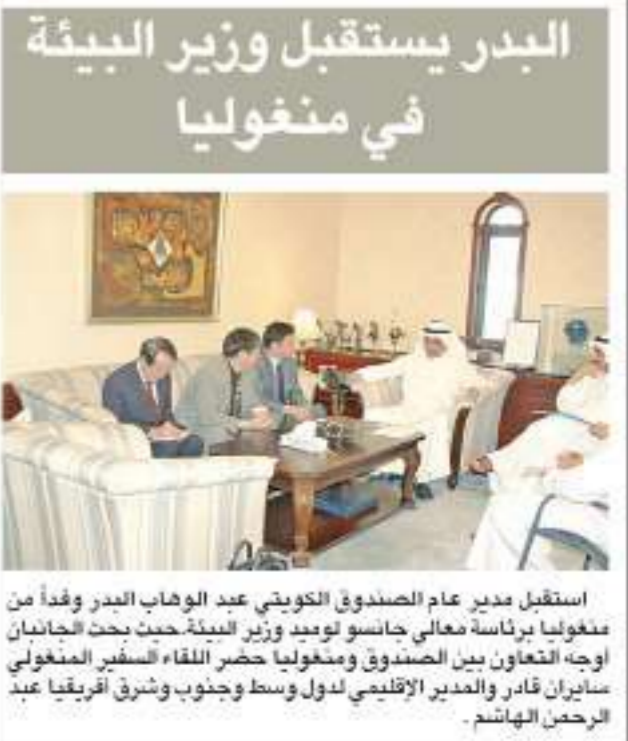 البدر يستقبل وزير البيئة
في منغوليا
استقبل مدير عام الصندوق الكويتي عبد الوهاب البدر وفداً من
منغوليا برئاسة معالي جانسو لوميد وزير البيئة.حيث بحث الجانبان
أوجه التعاون بين الصندوق ومنغوليا حضر اللقاء السفير المنغولي
سايران قادر والمدير الإقليمي لدول وسط وجنوب وشرق أفريقيا عبد
الرحمن الهاشم .